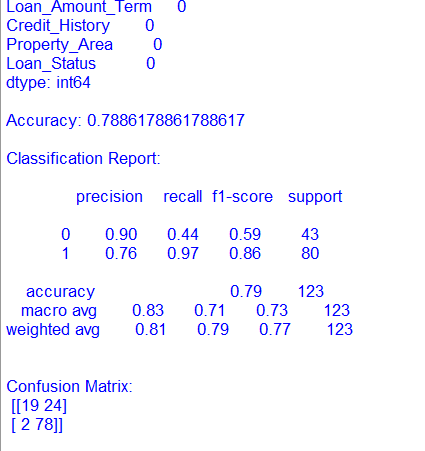 Loan_Amount_Term 0
Credit_History 0
Property_Area 0
Loan_Status 0
dtype: int64
Accuracy: 0.7886178861788617
Classification Report:
precision recall f1-score support
0 0.90 0.44 0.59 43
1 0.76 0.97 0.86 80
accuracy 0.79 123
macro avg 0.83 0.71 0.73 123
weighted avg 0.81 0.79 0.77 123
Confusion Matrix:
[[19 24]
[ 2 78]]